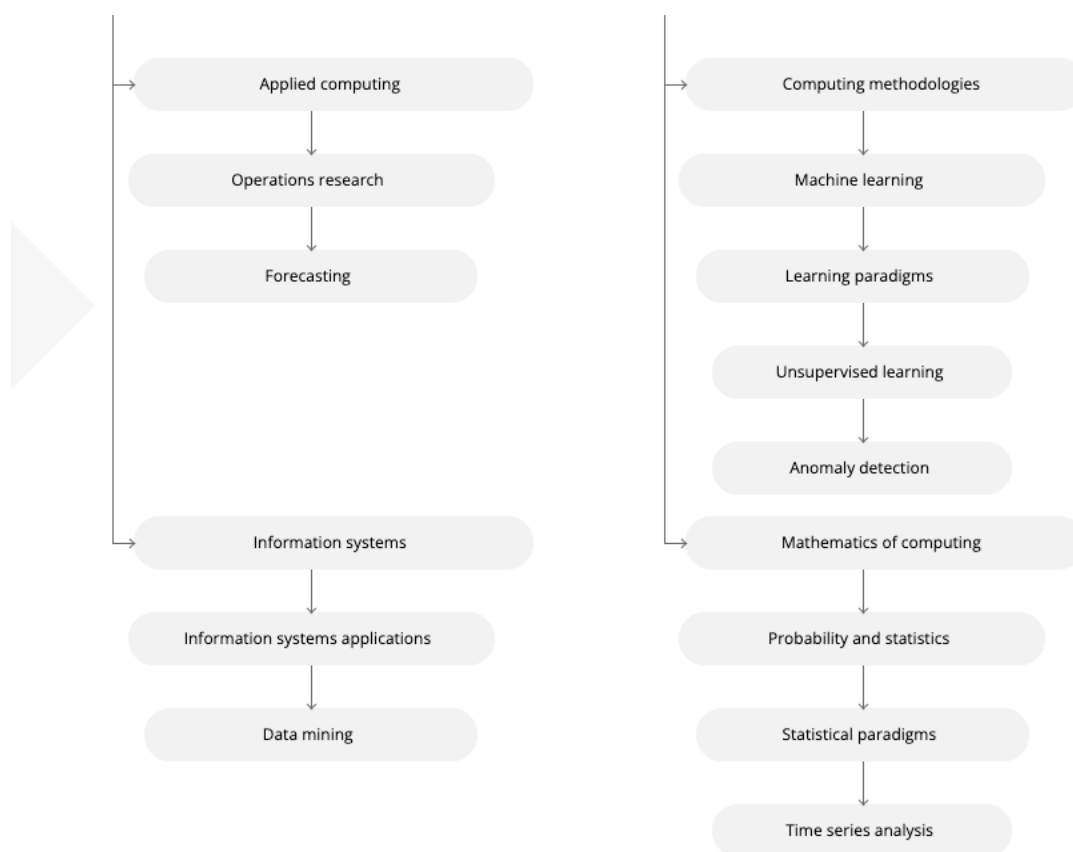 Applied computing
Operations research
Forecasting
Information systems
Information systems applications
Data mining
Computing methodologies
Machine learning
Learning paradigms
Unsupervised learning
Anomaly detection
Mathematics of computing
Probability and statistics
Statistical paradigms
Time series analysis